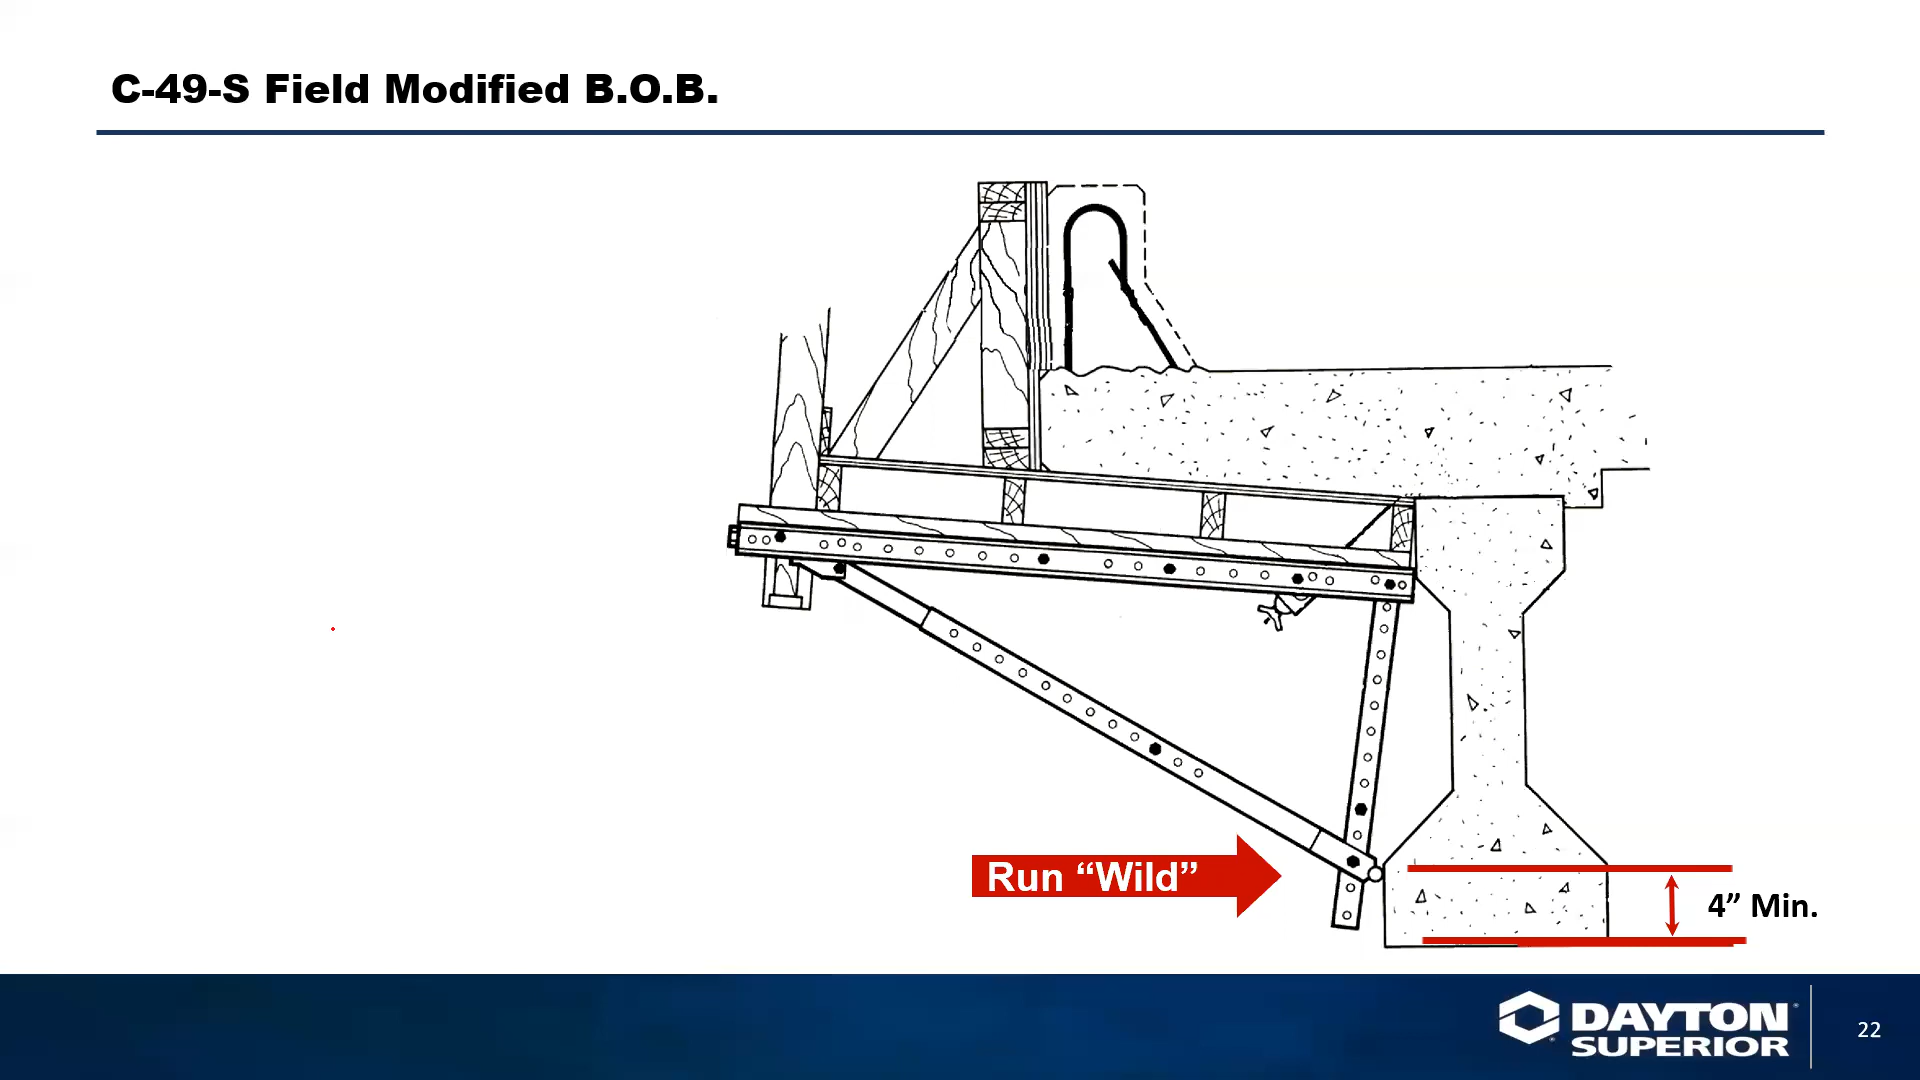 C-49-S Field Modified B.O.B.
Run “Wild”
4” Min.
DAYTON
SUPERIOR
22